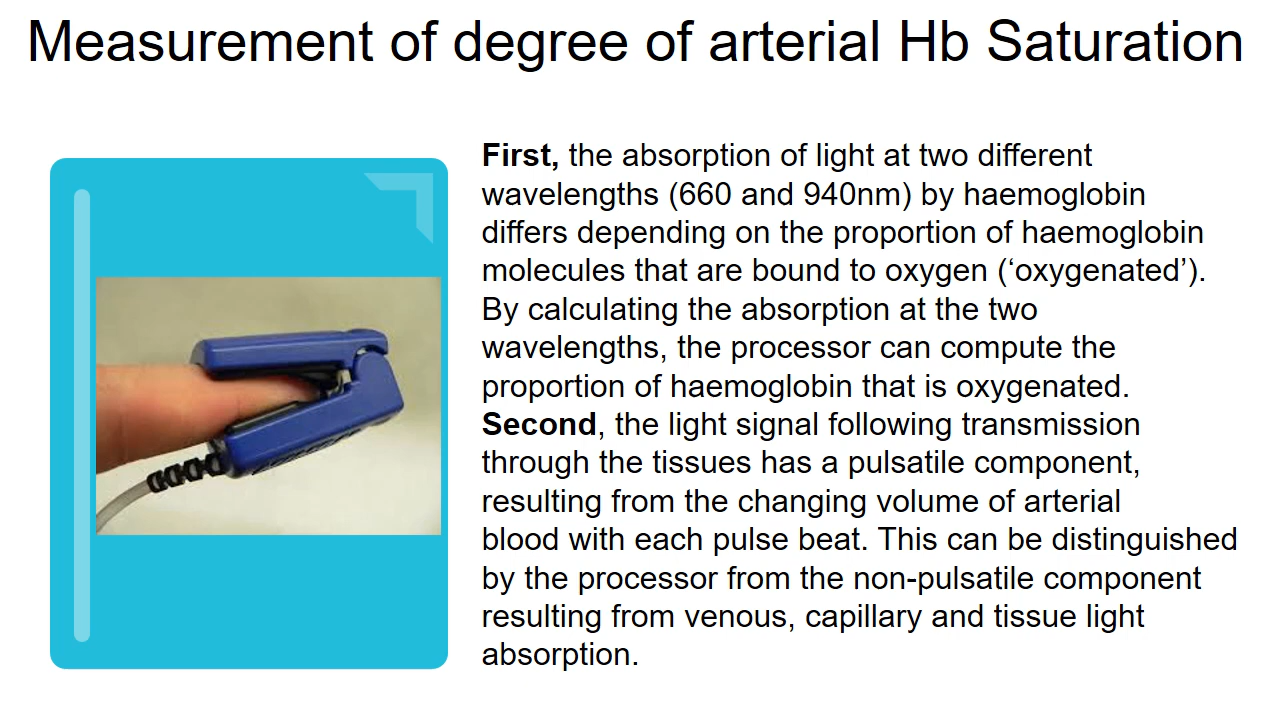 Measurement of degree of arterial Hb Saturation
First, the absorption of light at two different
wavelengths (660 and 940nm) by haemoglobin
differs depending on the proportion of haemoglobin
molecules that are bound to oxygen (‘oxygenated’).
By calculating the absorption at the two
wavelengths, the processor can compute the
proportion of haemoglobin that is oxygenated.
Second, the light signal following transmission
through the tissues has a pulsatile component,
resulting from the changing volume of arterial
blood with each pulse beat. This can be distinguished
by the processor from the non-pulsatile component
resulting from venous, capillary and tissue light
absorption.